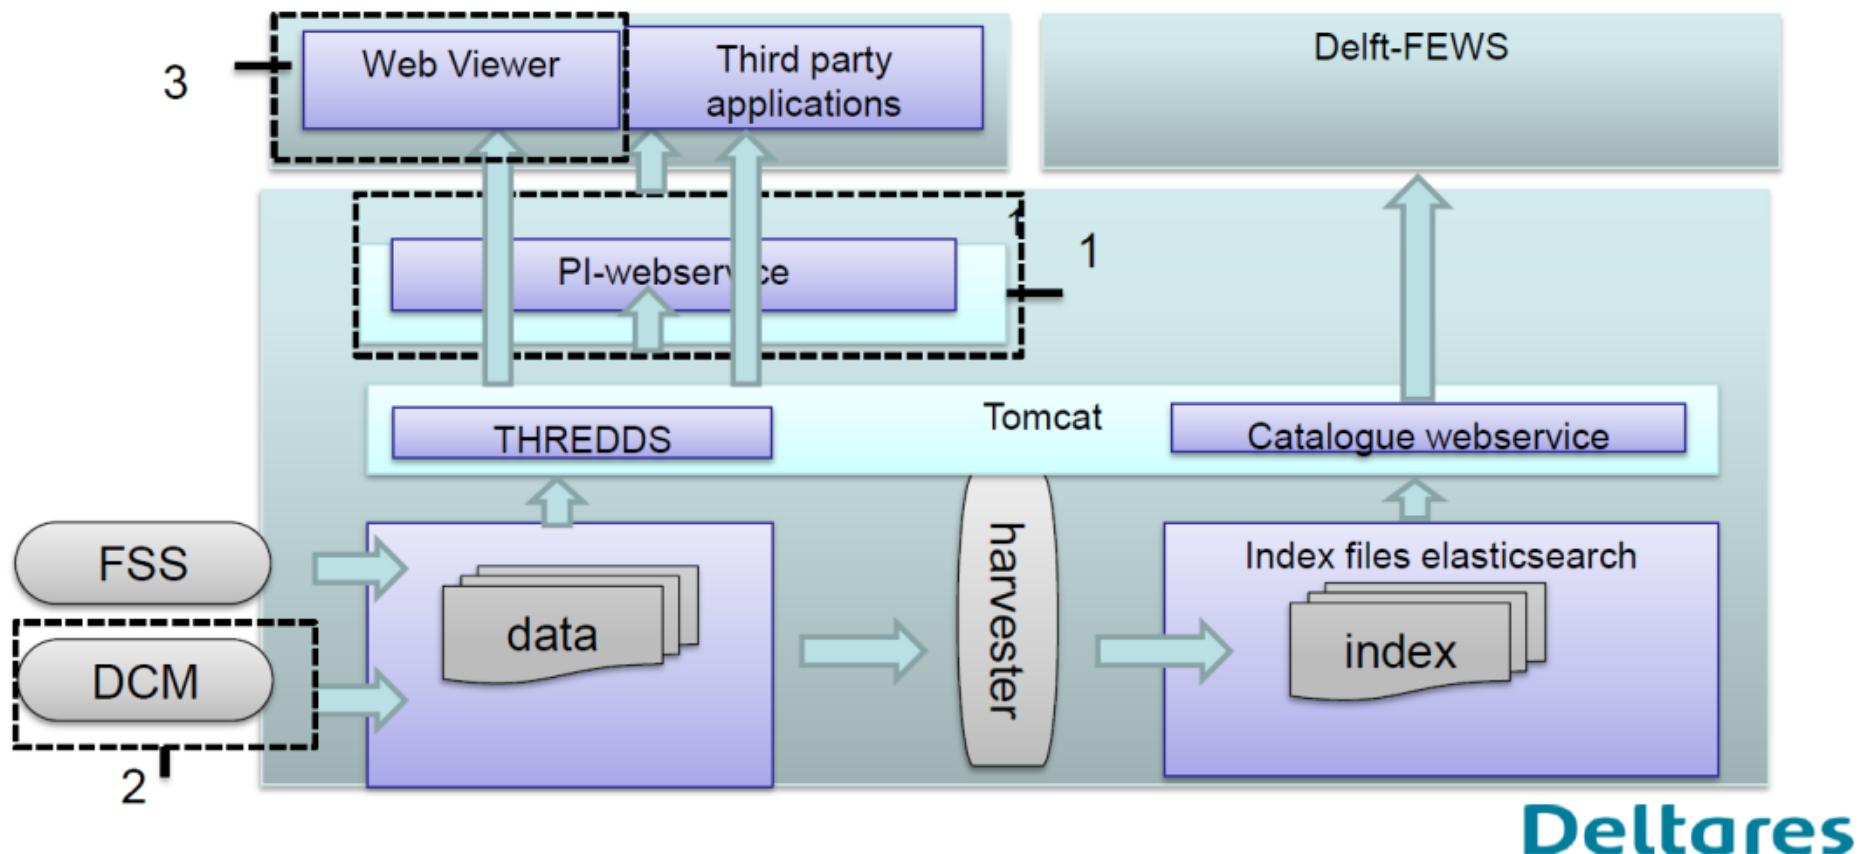 3
Web Viewer
Third party
applications
Delft-FEWS
1
1
PI-webservice
THREDDS
Tomcat
Catalogue webservice
FSS
DCM
2
data
harvester
Index files elasticsearch
index
Deltares